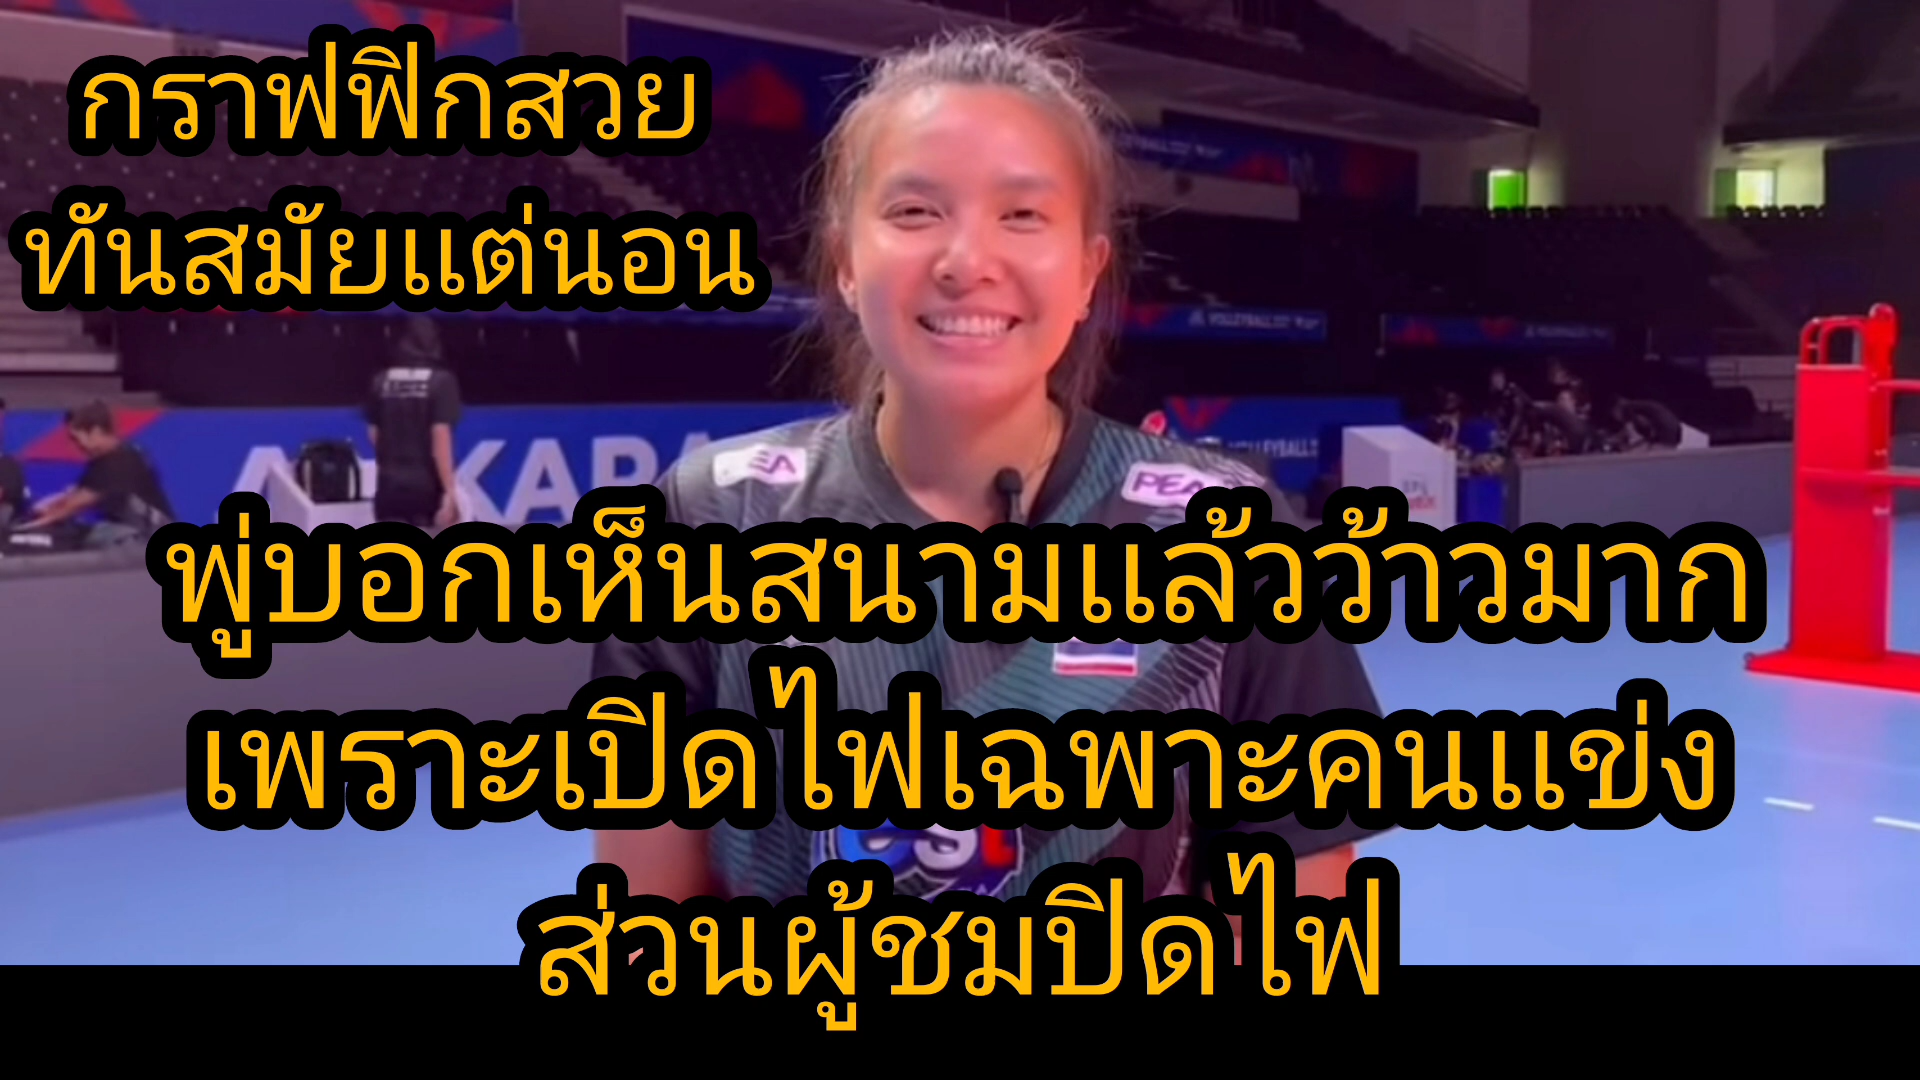 กราฟฟิกสวย
ทันสมัยแต่นอน
VOLLEYBALL
PEA
พู่บอกเห็นสนามแล้วว้าวมาก
เพราะเปิดไฟเฉพาะคนแข่ง
ส่วนผู้ชมปิดไฟ